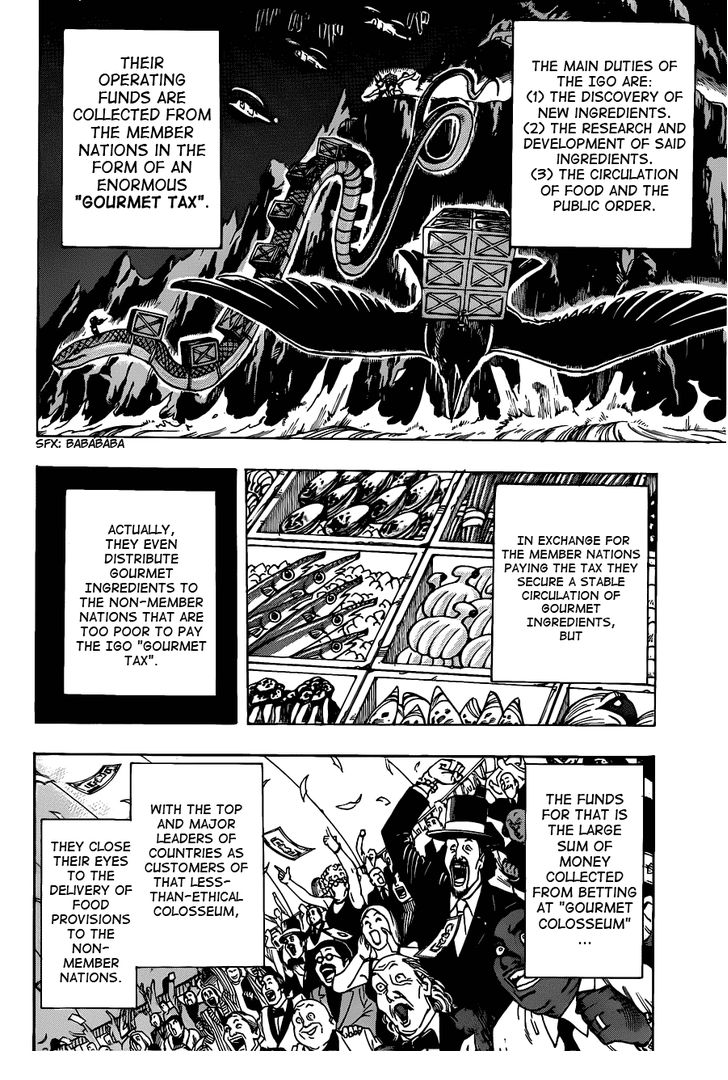 THE MAIN DUTIES OF
THE IGO ARE:
(1) THE DISCOVERY OF
NEW INGREDIENTS.
(2) THE RESEARCH AND
DEVELOPMENT OF SAID
INGREDIENTS.
(3) THE CIRCULATION
OF FOOD AND THE
PUBLIC ORDER.
THEIR
OPERATING
FUNDS ARE
COLLECTED FROM
THE MEMBER
NATIONS IN THE
FORM OF AN
ENORMOUS
"GOURMET TAX".
SFX: BABABABA
IN EXCHANGE FOR
THE MEMBER NATIONS
PAYING THE TAX THEY
SECURE A STABLE
CIRCULATION OF
GOURMET
INGREDIENTS,
BUT
ACTUALLY,
THEY EVEN
DISTRIBUTE
GOURMET
INGREDIENTS TO
THE NON-MEMBER
NATIONS THAT ARE
TOO POOR TO PAY
THE IGO "GOURMET
TAX".
THE FUNDS
FOR THAT IS
THE LARGE
SUM OF
MONEY
COLLECTED
FROM BETTING
AT "GOURMET
COLOSSEUM"
...
WITH THE TOP
AND MAJOR
LEADERS OF
COUNTRIES AS
CUSTOMERS OF
THAT LESS-
THAN-ETHICAL
COLOSSEUM,
THEY CLOSE
THEIR EYES
TO THE
DELIVERY OF
FOOD
PROVISIONS
TO THE
NON-
MEMBER
NATIONS.